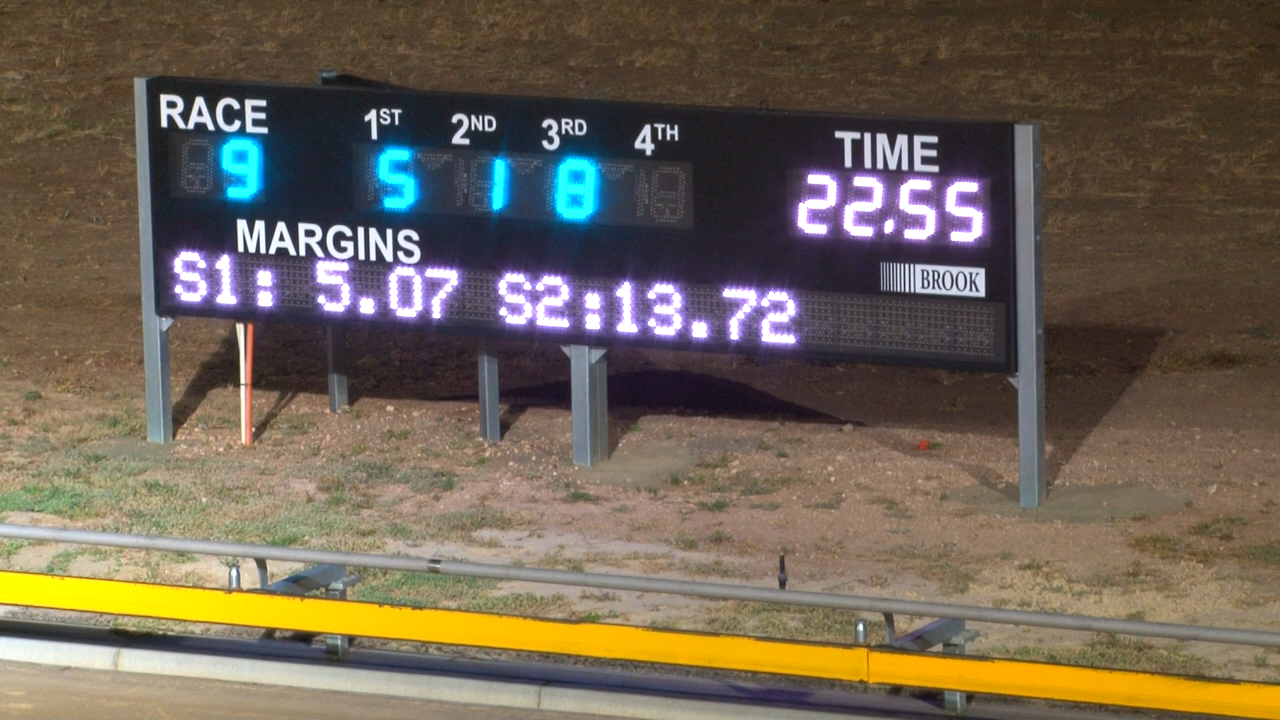 RACE 1ST 2ND 3RD 4TH TIME
9 5 1 8 22.55
MARGINS
BROOK
S1: 5.07 S2:13.72